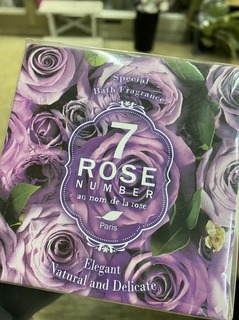 Special
Bath Fragrance
7
ROSE
NUMBER
au nom de la rose
Paris
Elegant
Natural and Delicate